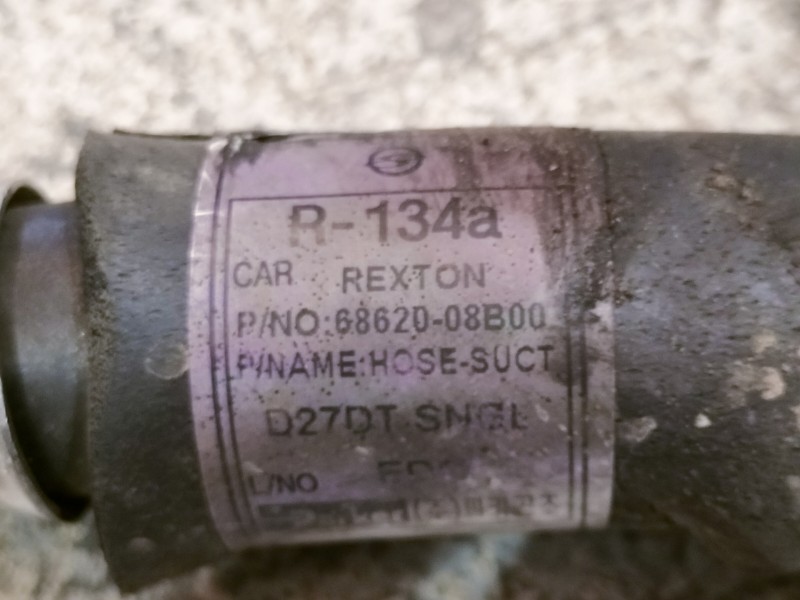 R-134a
CAR REXTON
P/NO:68620-08B00
P/NAME:HOSE-SUCT
D27DT SNGL
L/NO